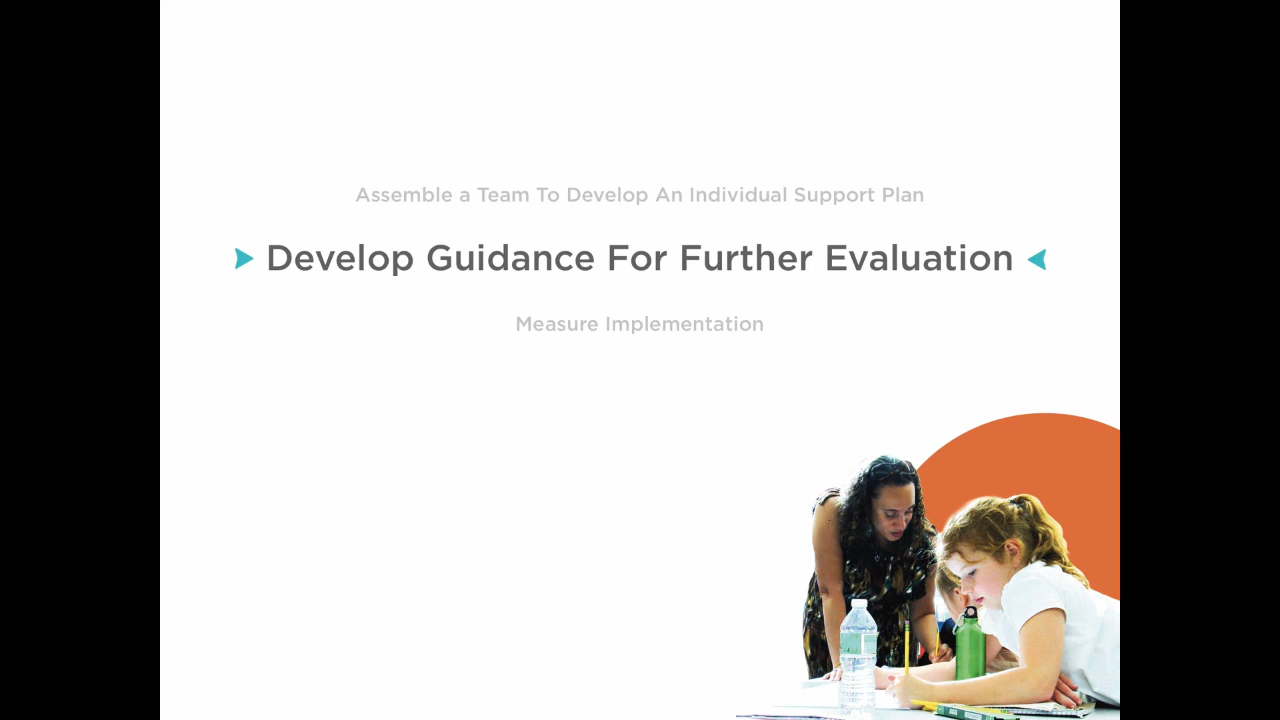 Assemble a Team To Develop An Individual Support Plan
Develop Guidance For Further Evaluation
Measure Implementation